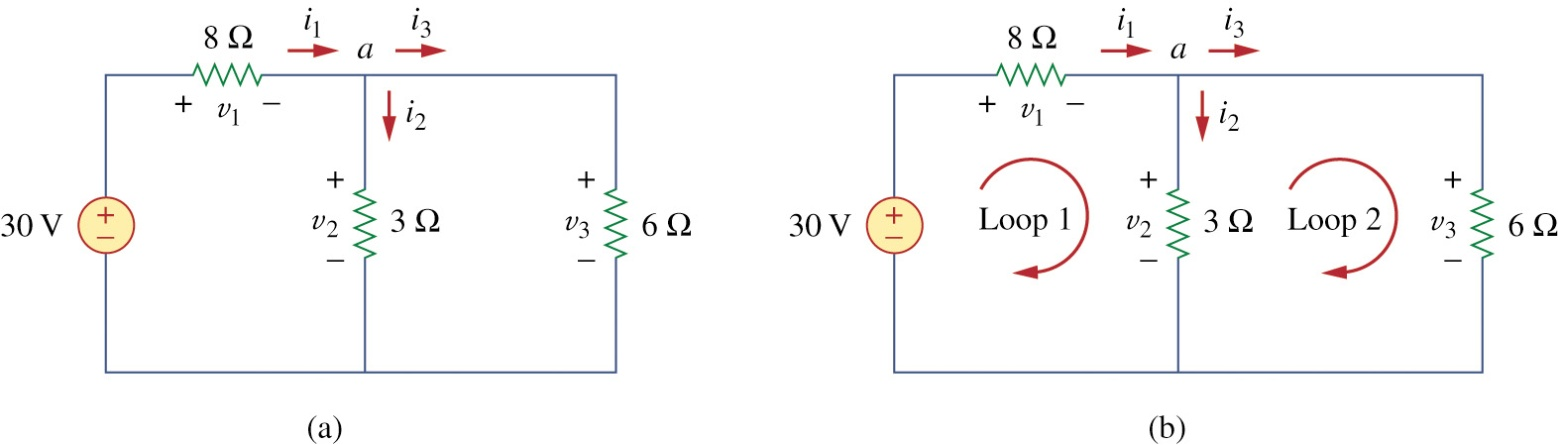 8 Ω i₁ a i₃
+ v₁ −
i₂
30 V + −
+ v₂ − 3 Ω
+ v₃ − 6 Ω
(a)
8 Ω i₁ a i₃
+ v₁ −
i₂
30 V + −
Loop 1
+ v₂ − 3 Ω
Loop 2
+ v₃ − 6 Ω
(b)